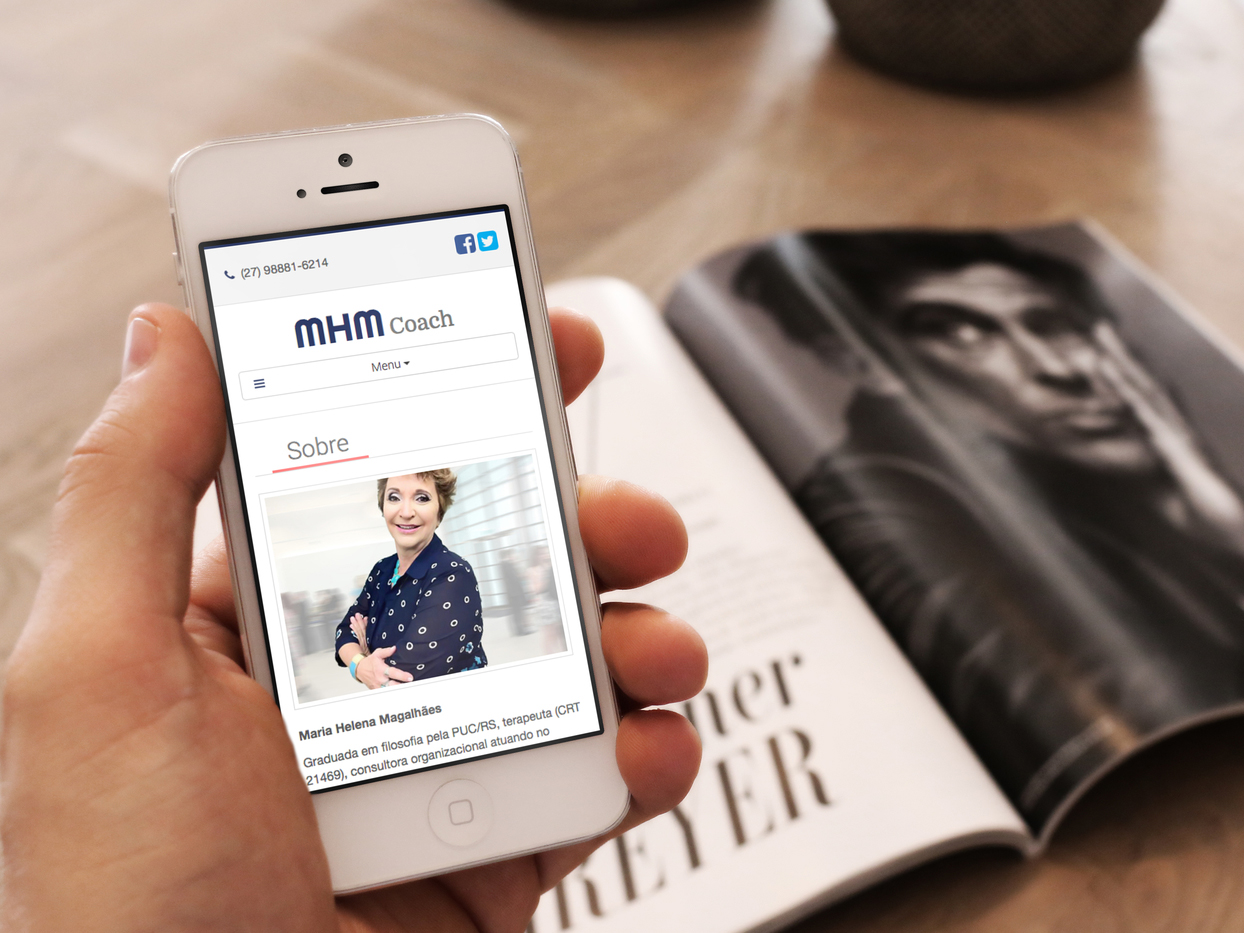 (27) 98881-6214
MHM Coach
Menu
Sobre
Maria Helena Magalhães
Graduada em filosofia pela PUC/RS, terapeuta (CRT
21469), consultora organizacional atuando no
REYER